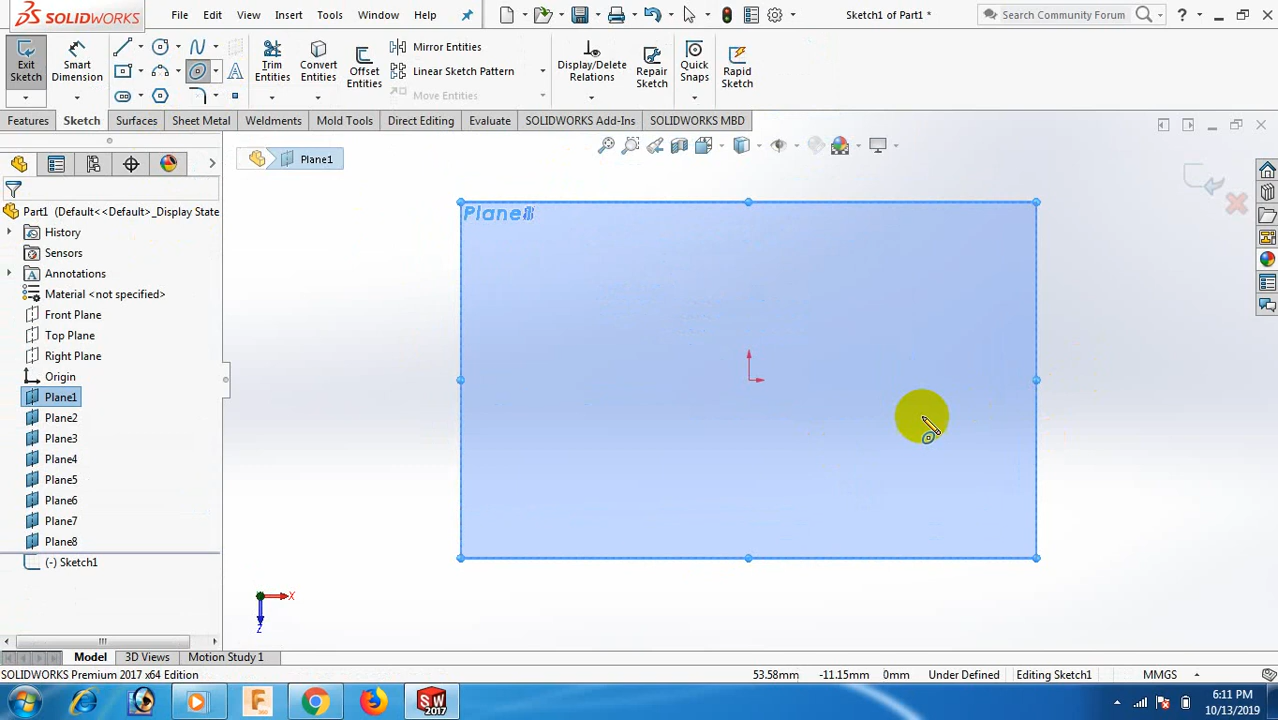 SOLIDWORKS File Edit View Insert Tools Window Help Sketch1 of Part1 * Search Community Forum ?
Exit Sketch
Smart Dimension
Trim Entities
Convert Entities
Offset Entities
Mirror Entities
Linear Sketch Pattern
Move Entities
Display/Delete Relations
Repair Sketch
Quick Snaps
Rapid Sketch
Features Sketch Surfaces Sheet Metal Weldments Mold Tools Direct Editing Evaluate SOLIDWORKS Add-Ins SOLIDWORKS MBD
Plane1
Part1 (Default<<Default>_Display State
History
Sensors
Annotations
Material <not specified>
Front Plane
Top Plane
Right Plane
Origin
Plane1
Plane2
Plane3
Plane4
Plane5
Plane6
Plane7
Plane8
(-) Sketch1
X
Z
Model 3D Views Motion Study 1
SOLIDWORKS Premium 2017 x64 Edition 53.58mm -11.15mm 0mm Under Defined Editing Sketch1 MMGS
SW 2017
6:11 PM
10/13/2019